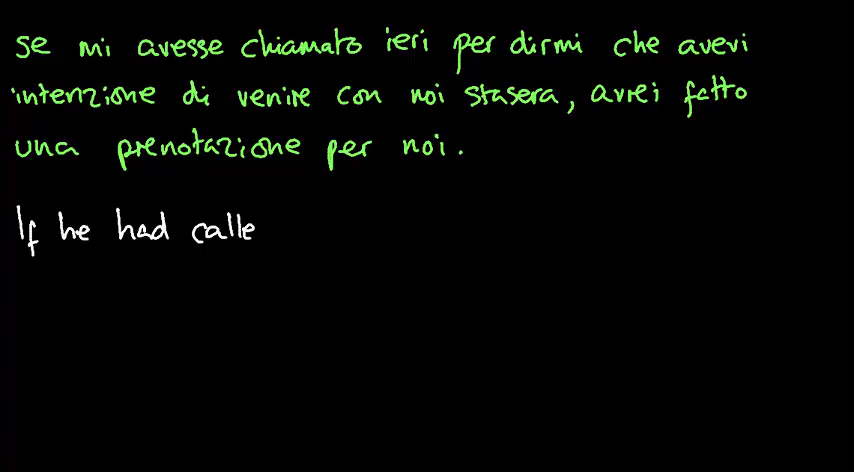 se mi avesse chiamato ieri per dirmi che avevi
intenzione di venire con noi stasera, avrei fatto
una prenotazione per noi.
If he had calle